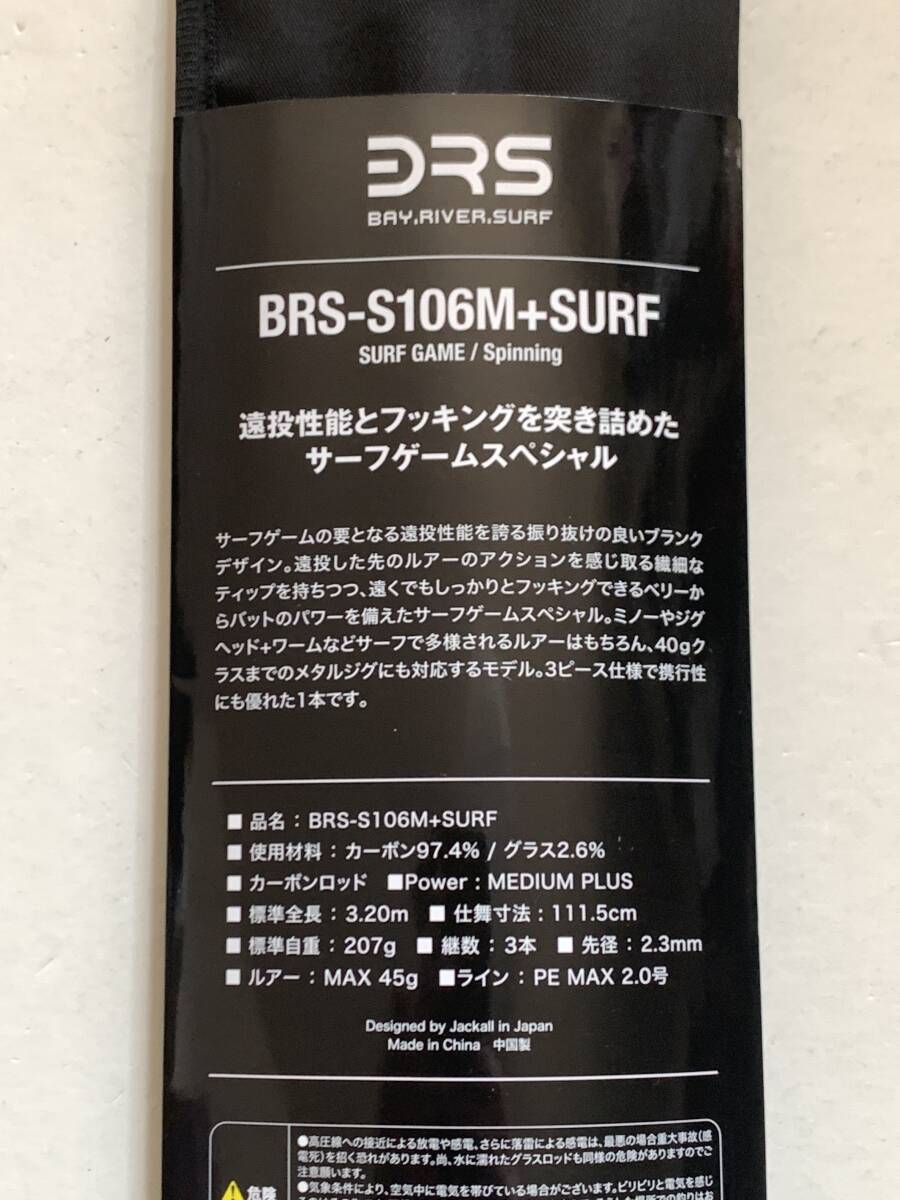 BRS
BAY,RIVER,SURF
BRS-S106M+SURF
SURF GAME / Spinning
遠投性能とフッキングを突き詰めた
サーフゲームスペシャル
サーフゲームの要となる遠投性能を誇る振り抜けの良いブランク
デザイン。遠投した先のルアーのアクションを感じ取る繊細な
ティップを持ちつつ、遠くでもしっかりとフッキングできるベリーか
らバットのパワーを備えたサーフゲームスペシャル。ミノーやジグ
ヘッド+ワームなどサーフで多様されるルアーはもちろん、40gク
ラスまでのメタルジグにも対応するモデル。3ピース仕様で携行性
にも優れた1本です。
■ 品名：BRS-S106M+SURF
■ 使用材料：カーボン97.4% / グラス2.6%
■ カーボンロッド ■Power：MEDIUM PLUS
■ 標準全長：3.20m ■ 仕舞寸法：111.5cm
■ 標準自重：207g ■ 継数：3本 ■ 先径：2.3mm
■ ルアー：MAX 45g ■ライン：PE MAX 2.0号
Designed by Jackall in Japan
Made in China 中国製
●高圧線への接近による放電や感電、さらに落雷による感電は、最悪の場合重大事故(感
電死)を招く恐れがあります。尚、水に濡れたグラスロッドも同様の危険がありますのでご
注意願います。
危険
●気象条件により、空気中に電気を帯びている場合がございます。ピリピリと電気を感じ